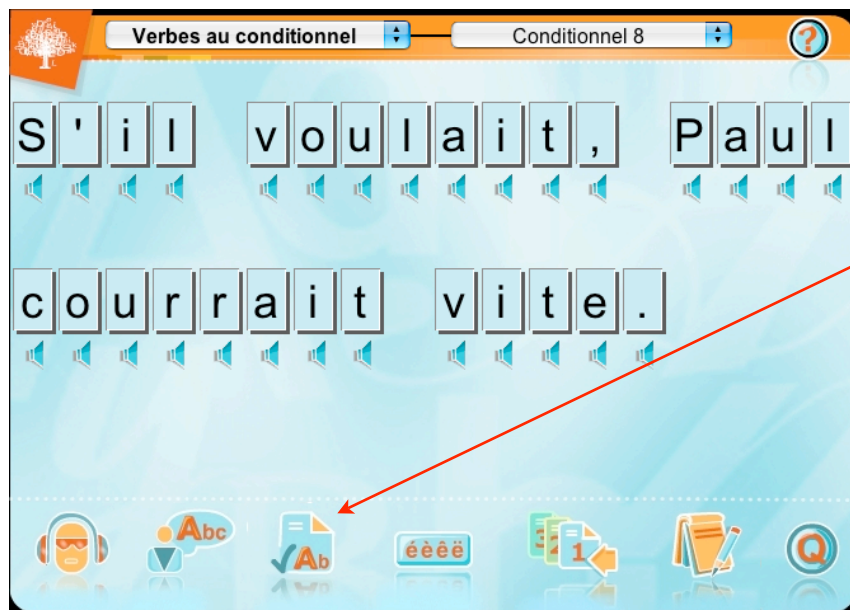 Verbes au conditionnel Conditionnel 8 ?
S'il voulait, Paul
courrait vite.
Abc Ab éèêë 3 2 1 Q